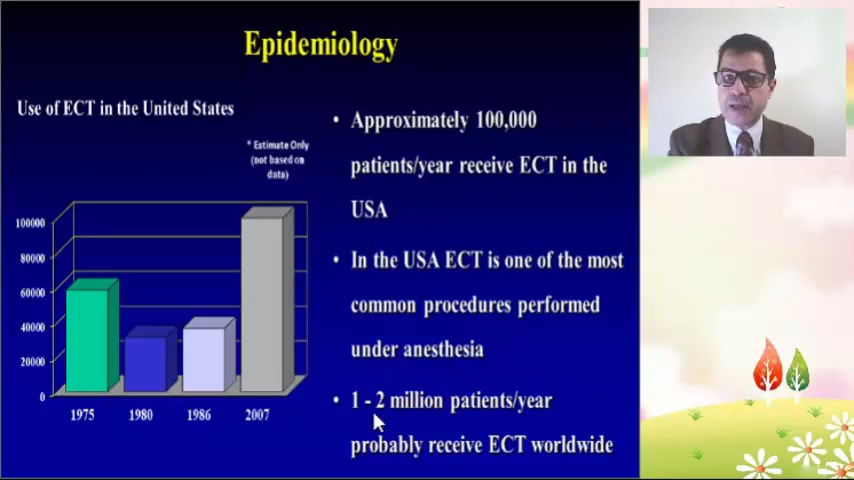 Epidemiology
Use of ECT in the United States
* Estimate Only
(not based on
data)
100000
80000
60000
40000
20000
0
1975 1980 1986 2007
• Approximately 100,000
patients/year receive ECT in the
USA
• In the USA ECT is one of the most
common procedures performed
under anesthesia
• 1 - 2 million patients/year
probably receive ECT worldwide